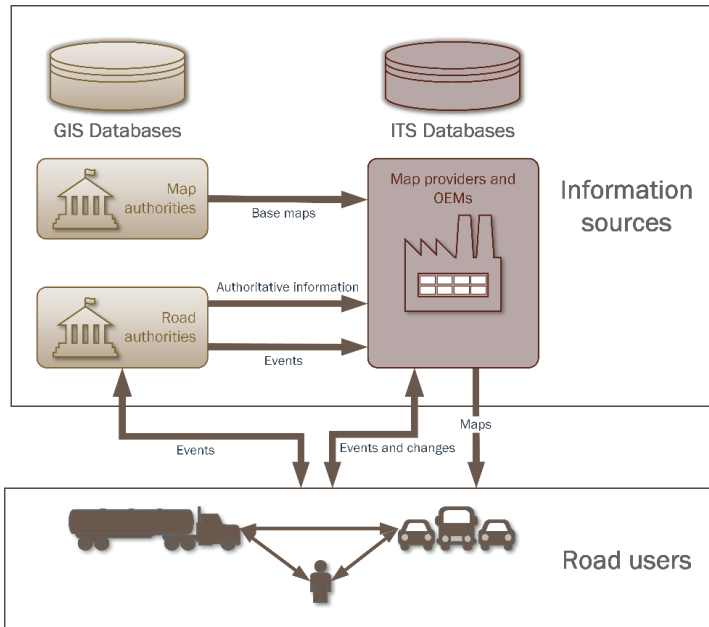 GIS Databases
ITS Databases
Map
authorities
Base maps
Map providers and
OEMs
Information
sources
Road
authorities
Authoritative information
Events
Maps
Events
Events and changes
Road users